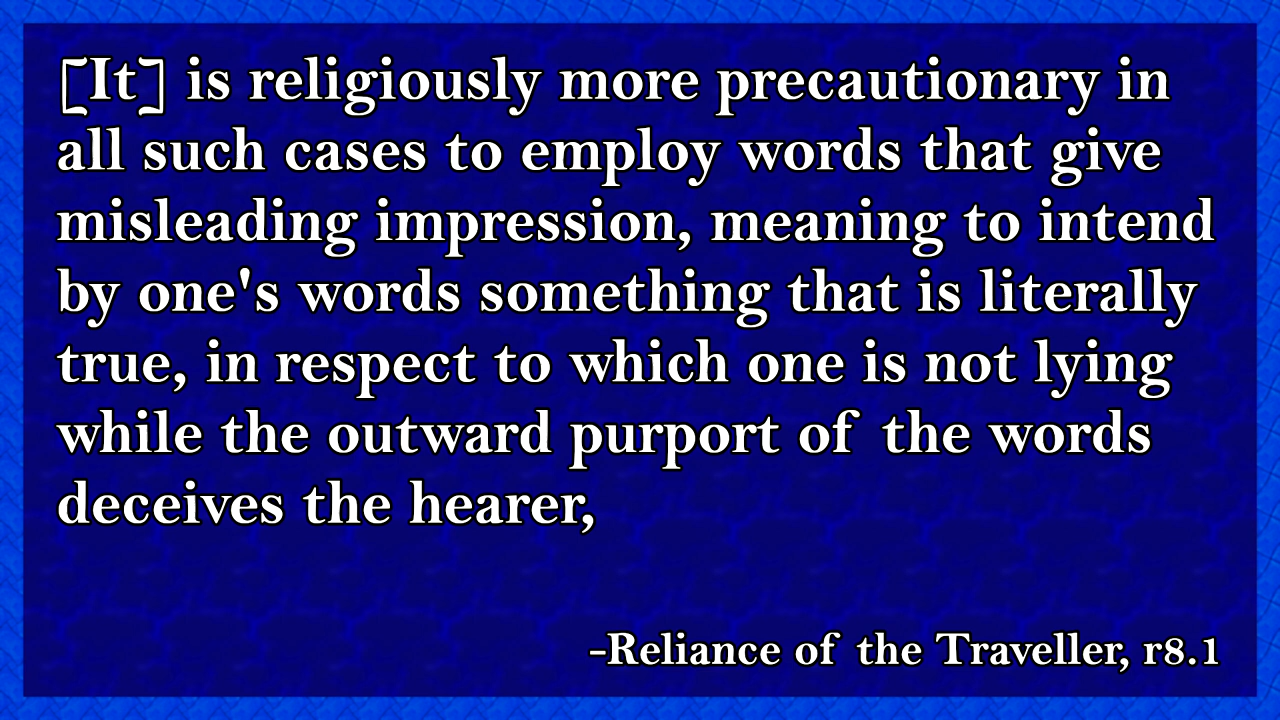 [It] is religiously more precautionary in
all such cases to employ words that give
misleading impression, meaning to intend
by one's words something that is literally
true, in respect to which one is not lying
while the outward purport of the words
deceives the hearer,
-Reliance of the Traveller, r8.1